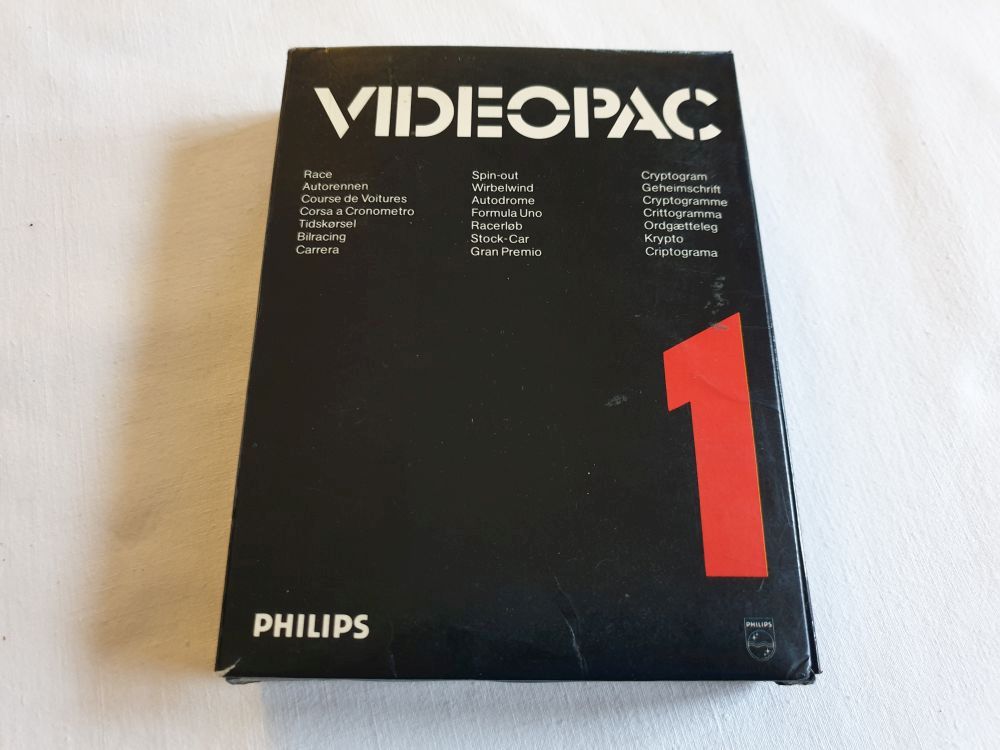 VIDEOPAC
Race
Autorennen
Course de Voitures
Corsa a Cronometro
Tidskørsel
Bilracing
Carrera
Spin-out
Wirbelwind
Autodrome
Formula Uno
Racerløb
Stock-Car
Gran Premio
Cryptogram
Geheimschrift
Cryptogramme
Crittogramma
Ordgætteleg
Krypto
Criptograma
1
PHILIPS
PHILIPS